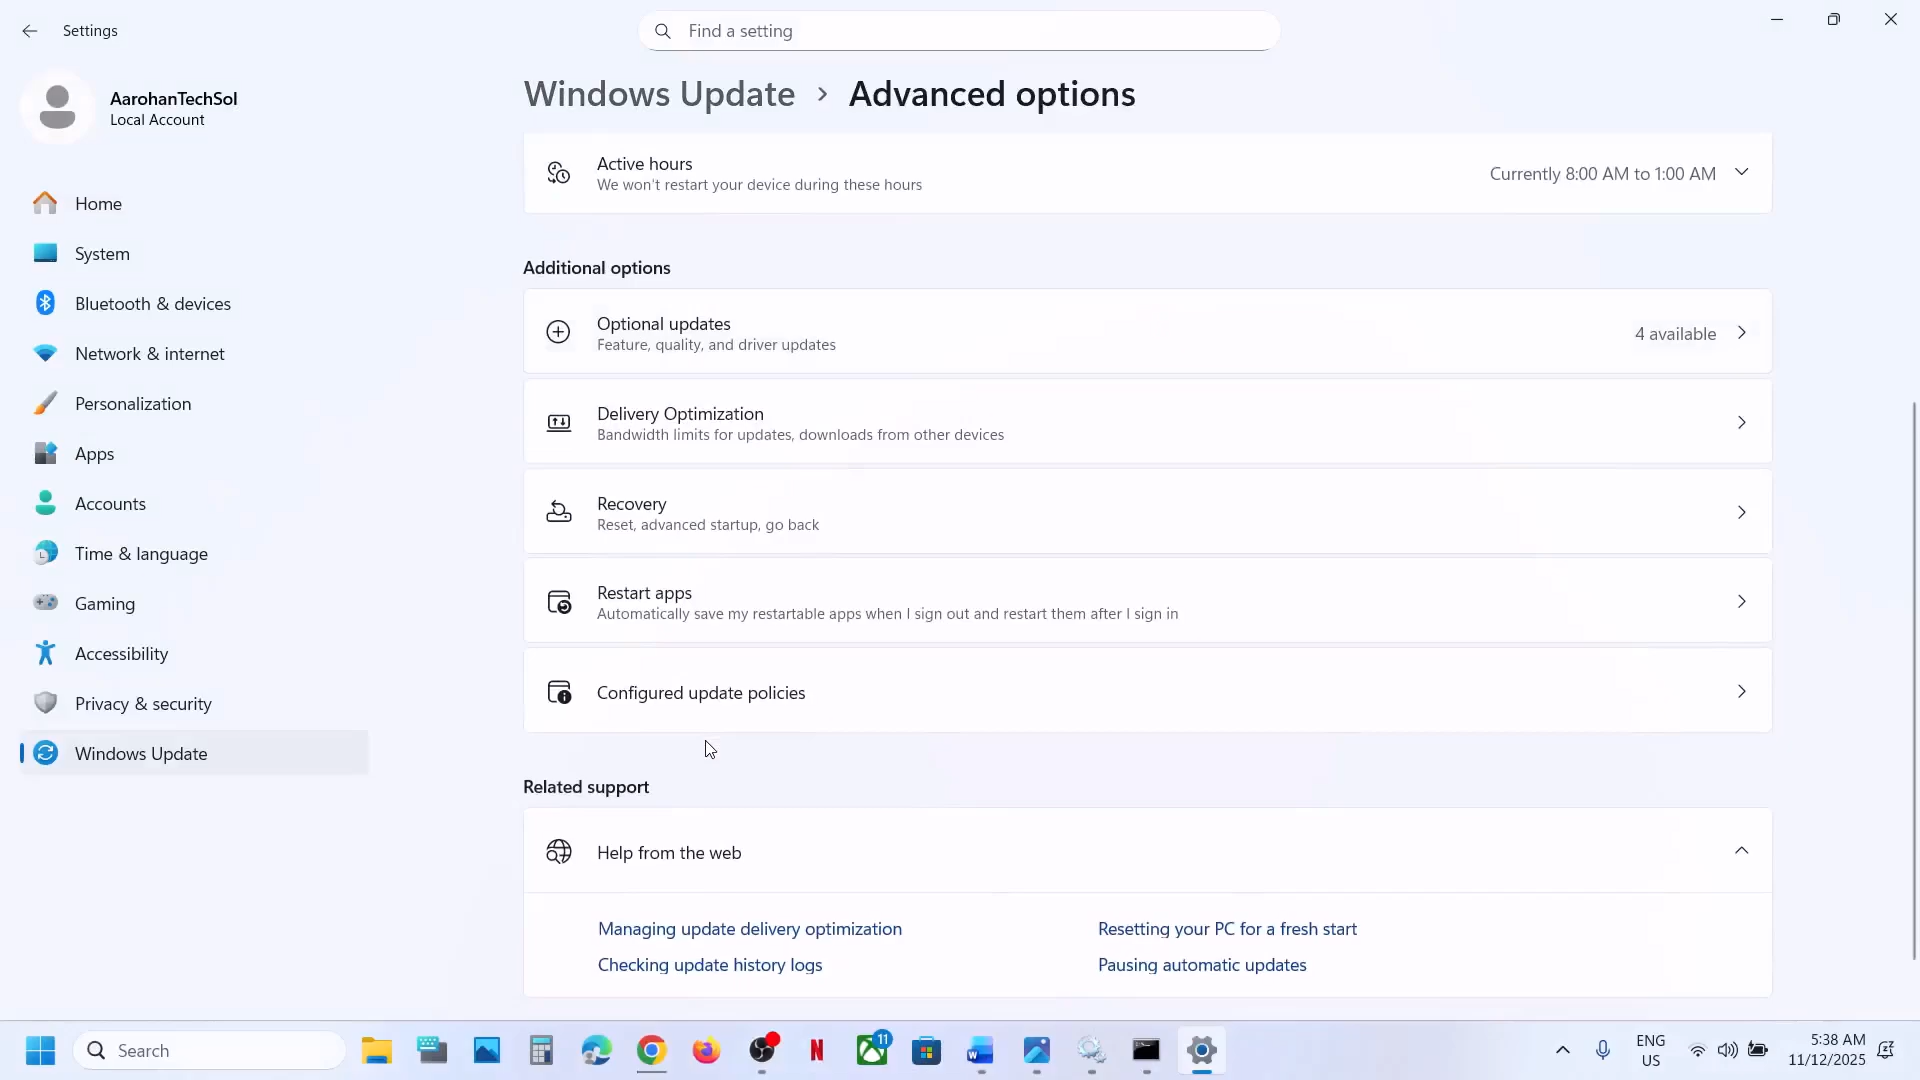 Settings
Find a setting
AarohanTechSol
Local Account
Home
System
Bluetooth & devices
Network & internet
Personalization
Apps
Accounts
Time & language
Gaming
Accessibility
Privacy & security
Windows Update
Windows Update > Advanced options
Active hours
We won't restart your device during these hours
Currently 8:00 AM to 1:00 AM
Additional options
Optional updates
Feature, quality, and driver updates
4 available
Delivery Optimization
Bandwidth limits for updates, downloads from other devices
Recovery
Reset, advanced startup, go back
Restart apps
Automatically save my restartable apps when I sign out and restart them after I sign in
Configured update policies
Related support
Help from the web
Managing update delivery optimization
Resetting your PC for a fresh start
Checking update history logs
Pausing automatic updates
Search
11
ENG
US
5:38 AM
11/12/2025